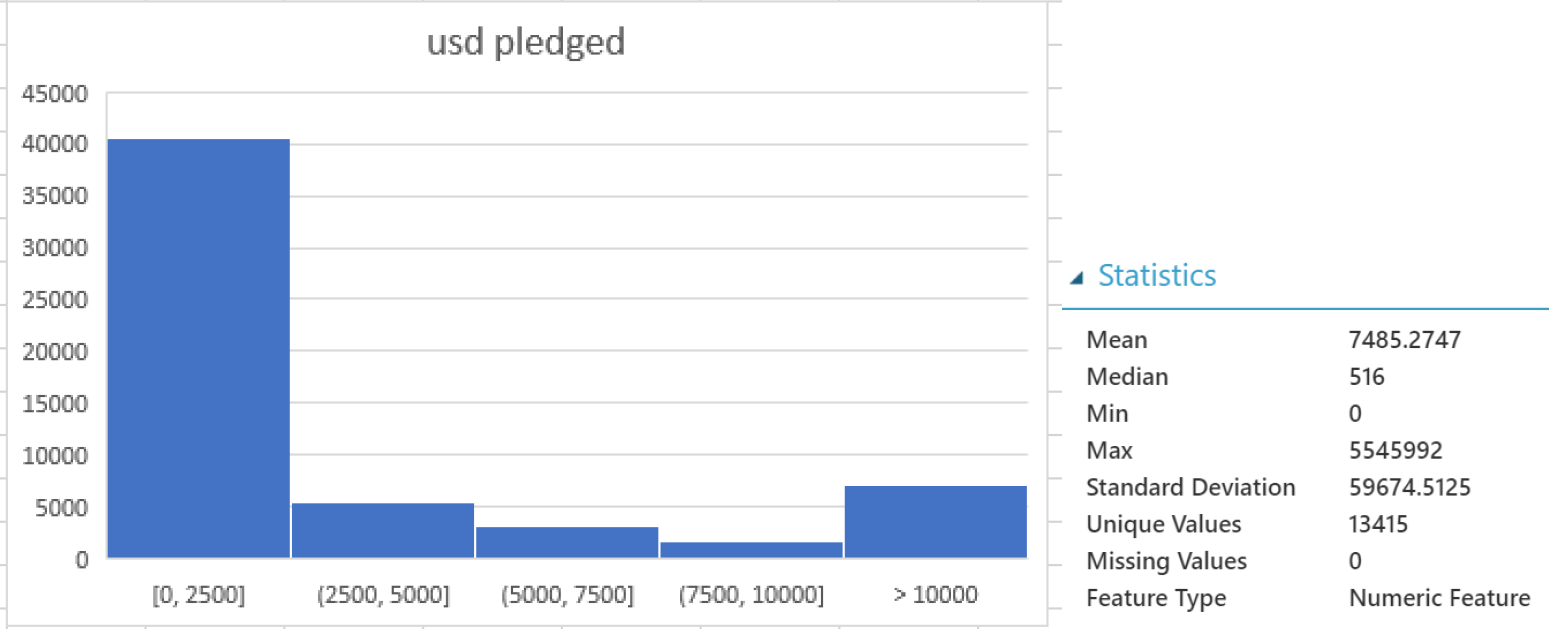 usd pledged
45000
40000
35000
30000
25000
20000
15000
10000
5000
0
[0, 2500] (2500, 5000] (5000, 7500] (7500, 10000] > 10000
Statistics
Mean 7485.2747
Median 516
Min 0
Max 5545992
Standard Deviation 59674.5125
Unique Values 13415
Missing Values 0
Feature Type Numeric Feature